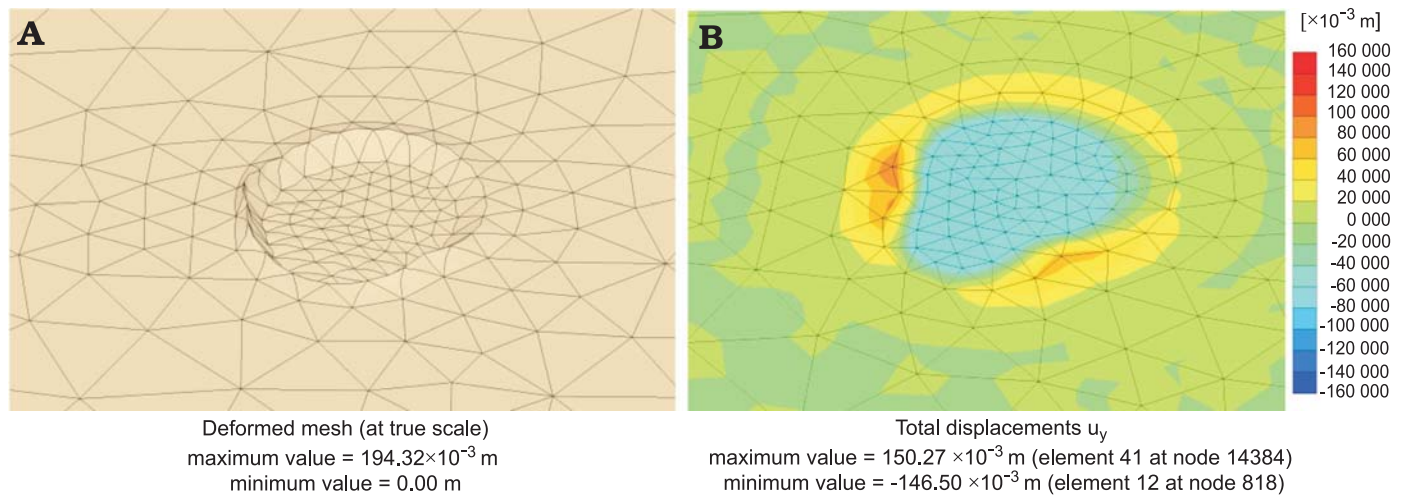 A
B
[×10⁻³ m]
160 000
140 000
120 000
100 000
80 000
60 000
40 000
20 000
0 000
-20 000
-40 000
-60 000
-80 000
-100 000
-120 000
-140 000
-160 000
Deformed mesh (at true scale)
maximum value = 194.32×10⁻³ m
minimum value = 0.00 m
Total displacements uᵧ
maximum value = 150.27 ×10⁻³ m (element 41 at node 14384)
minimum value = -146.50 ×10⁻³ m (element 12 at node 818)